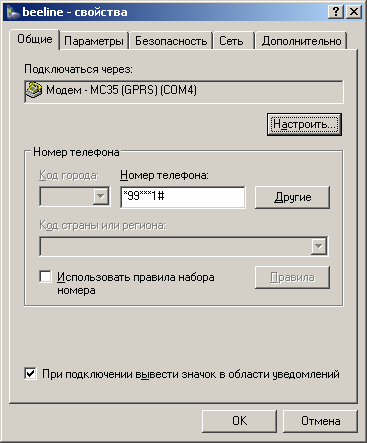 beeline - свойства
Общие Параметры Безопасность Сеть Дополнительно
Подключаться через:
Модем - MC35 (GPRS) (COM4)
Настроить...
Номер телефона
Код города: Номер телефона:
*99***1# Другие
Код страны или региона:
Использовать правила набора
номера
Правила
При подключении вывести значок в области уведомлений
OK Отмена